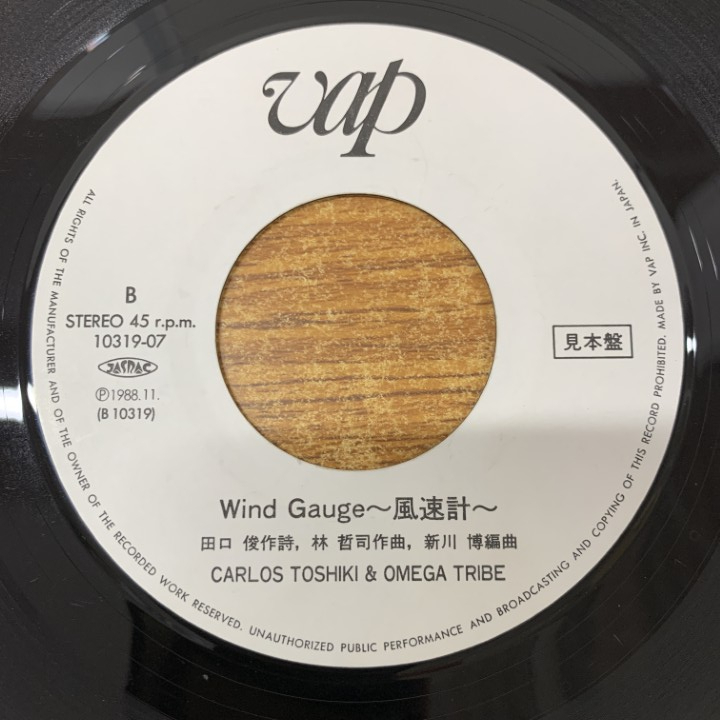 vap
B
STEREO 45 r.p.m.
10319-07
JASRAC
Ⓟ1988.11.
(B 10319)
見本盤
Wind Gauge〜風速計〜
田口 俊作詩, 林 哲司作曲, 新川 博編曲
CARLOS TOSHIKI & OMEGA TRIBE
ALL RIGHTS OF THE MANUFACTURER AND OF THE OWNER OF THE RECORDED WORK RESERVED. UNAUTHORIZED PUBLIC PERFORMANCE AND BROADCASTING AND COPYING OF THIS RECORD PROHIBITED. MADE BY VAP INC. IN JAPAN.